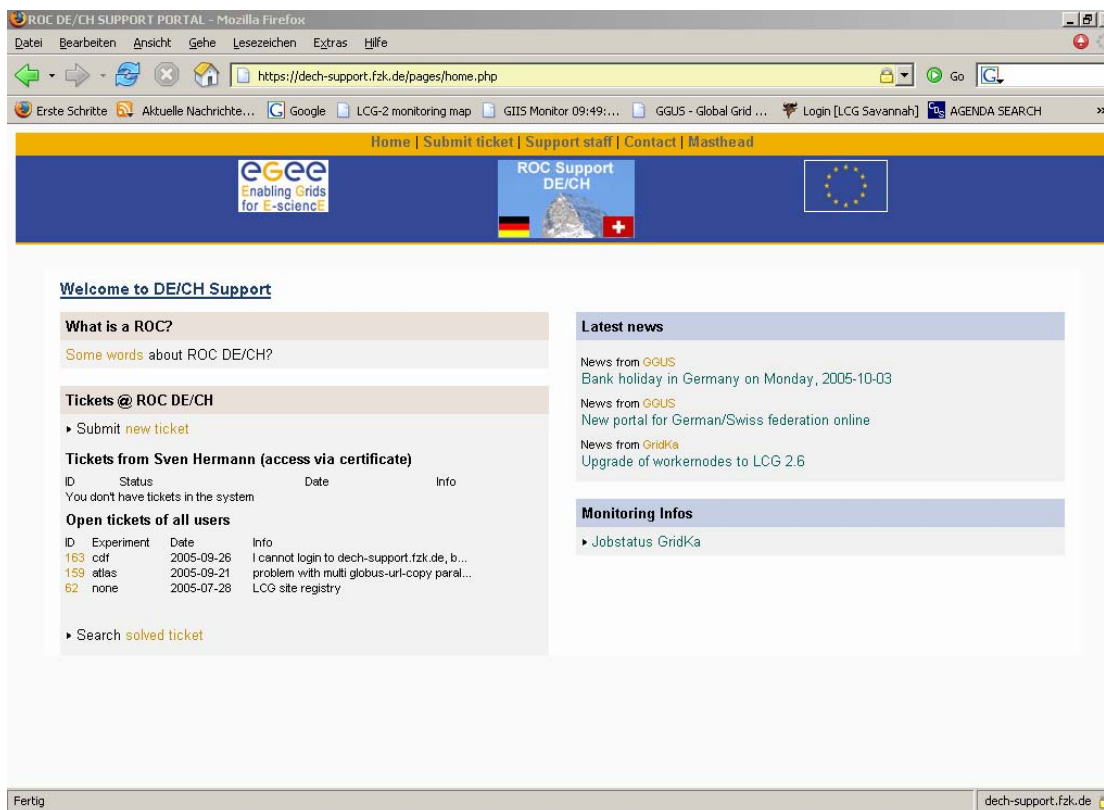 ROC DE/CH SUPPORT PORTAL - Mozilla Firefox
Datei Bearbeiten Ansicht Gehe Lesezeichen Extras Hilfe
https://dech-support.fzk.de/pages/home.php
Go
G
Erste Schritte Aktuelle Nachrichte... Google LCG-2 monitoring map GIIS Monitor 09:49:... GGUS - Global Grid ... Login [LCG Savannah] AGENDA SEARCH »
Home | Submit ticket | Support staff | Contact | Masthead
egee
Enabling Grids
for E-sciencE
ROC Support
DE/CH
Welcome to DE/CH Support
What is a ROC?
Some words about ROC DE/CH?
Tickets @ ROC DE/CH
Submit new ticket
Tickets from Sven Hermann (access via certificate)
ID Status Date Info
You don't have tickets in the system
Open tickets of all users
ID Experiment Date Info
163 cdf 2005-09-26 I cannot login to dech-support.fzk.de, b...
159 atlas 2005-09-21 problem with multi globus-url-copy paral...
62 none 2005-07-28 LCG site registry
Search solved ticket
Latest news
News from GGUS
Bank holiday in Germany on Monday, 2005-10-03
News from GGUS
New portal for German/Swiss federation online
News from GridKa
Upgrade of workernodes to LCG 2.6
Monitoring Infos
Jobstatus GridKa
Fertig
dech-support.fzk.de